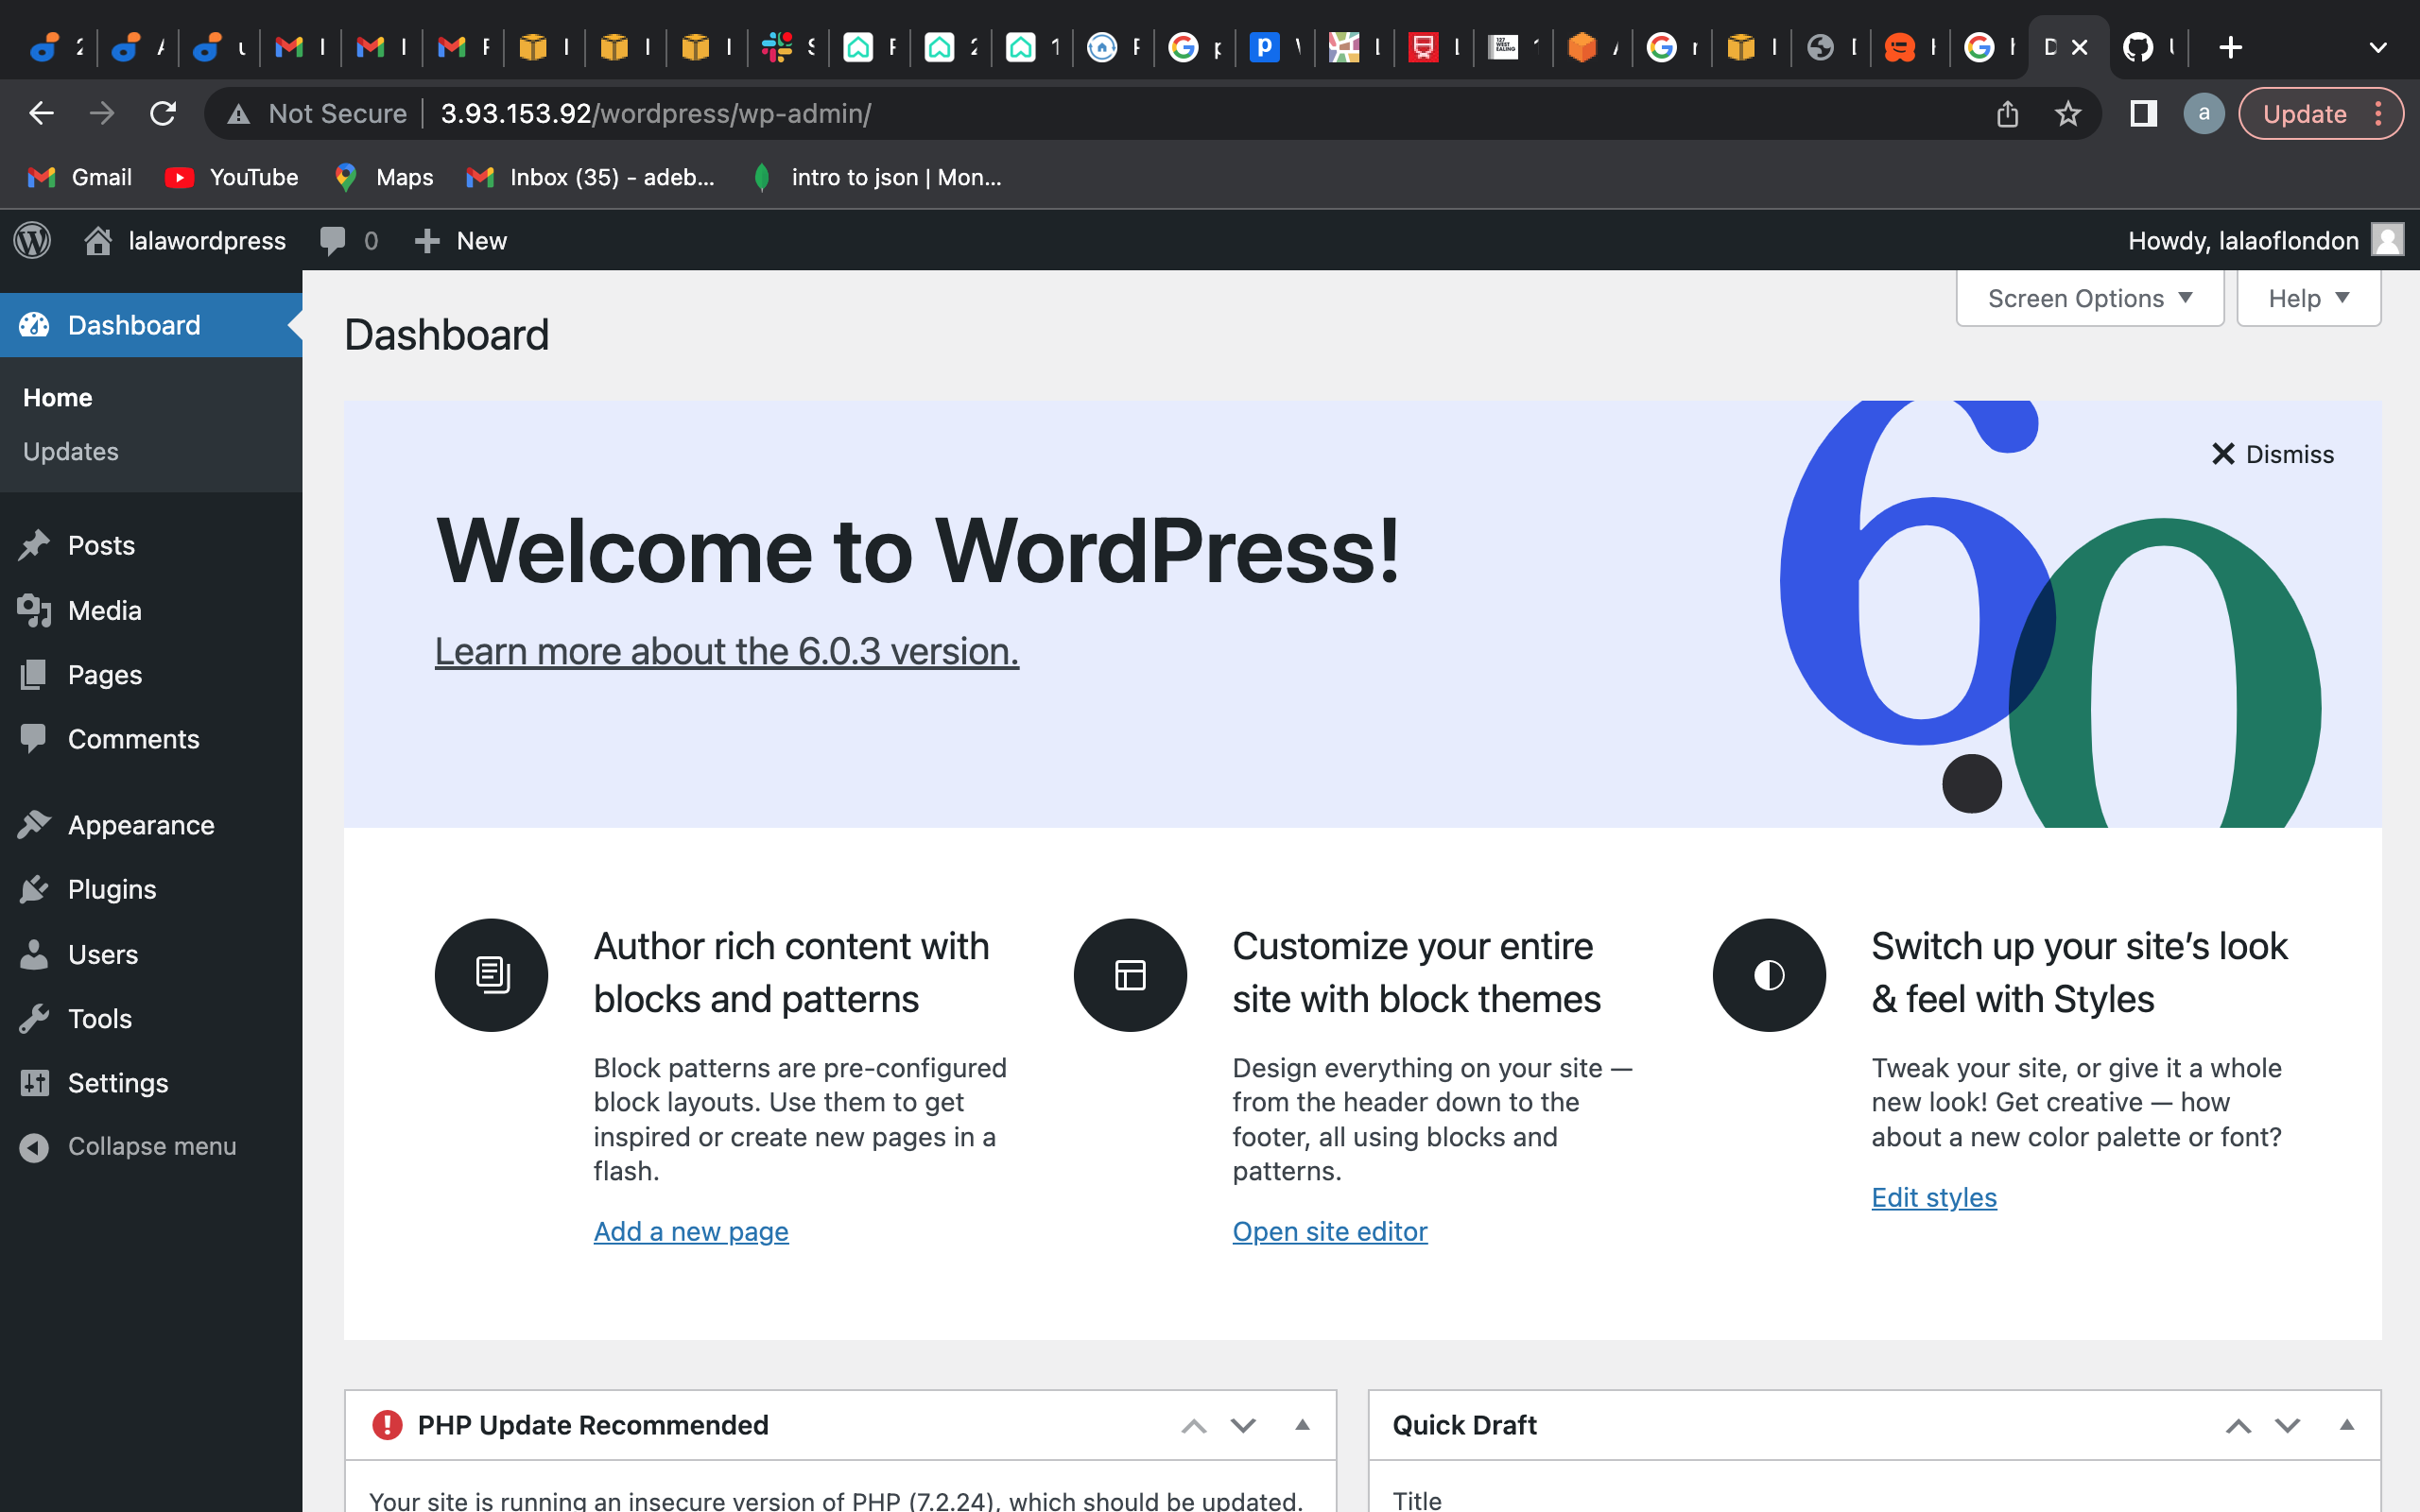 Not Secure 3.93.153.92/wordpress/wp-admin/ a Update
Gmail YouTube Maps Inbox (35) - adeb... intro to json | Mon...
lalawordpress 0 New Howdy, lalaoflondon
Dashboard
Home
Updates
Posts
Media
Pages
Comments
Appearance
Plugins
Users
Tools
Settings
Collapse menu
Screen Options Help
Dashboard
Dismiss
Welcome to WordPress!
Learn more about the 6.0.3 version.
6.0
Author rich content with
blocks and patterns
Block patterns are pre-configured
block layouts. Use them to get
inspired or create new pages in a
flash.
Add a new page
Customize your entire
site with block themes
Design everything on your site —
from the header down to the
footer, all using blocks and
patterns.
Open site editor
Switch up your site’s look
& feel with Styles
Tweak your site, or give it a whole
new look! Get creative — how
about a new color palette or font?
Edit styles
PHP Update Recommended
Your site is running an insecure version of PHP (7.2.24), which should be updated.
Quick Draft
Title